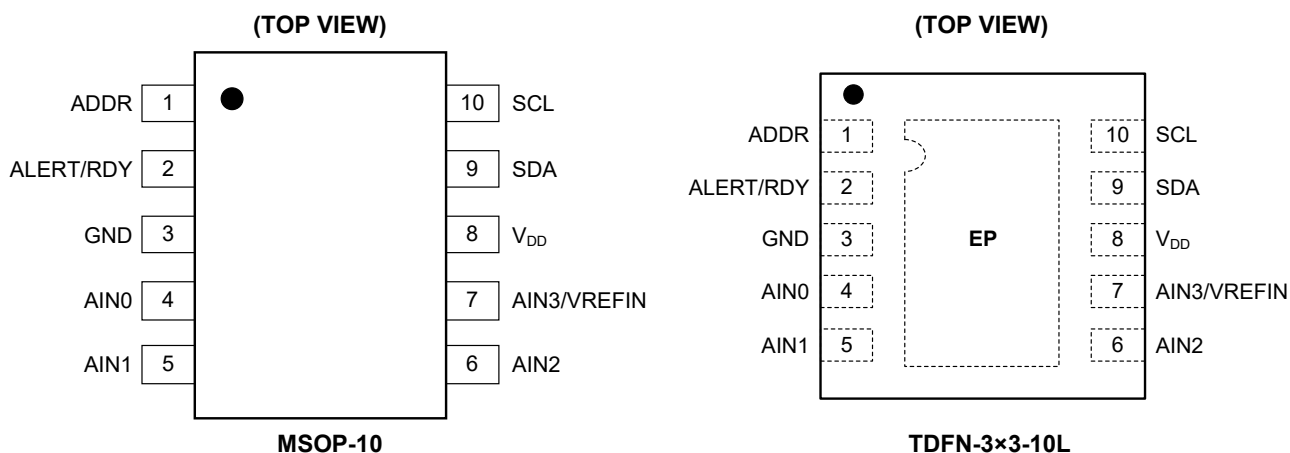 (TOP VIEW)
ADDR 1 10 SCL
ALERT/RDY 2 9 SDA
GND 3 8 VDD
AIN0 4 7 AIN3/VREFIN
AIN1 5 6 AIN2
MSOP-10
(TOP VIEW)
ADDR 1 10 SCL
ALERT/RDY 2 9 SDA
GND 3 EP 8 VDD
AIN0 4 7 AIN3/VREFIN
AIN1 5 6 AIN2
TDFN-3×3-10L